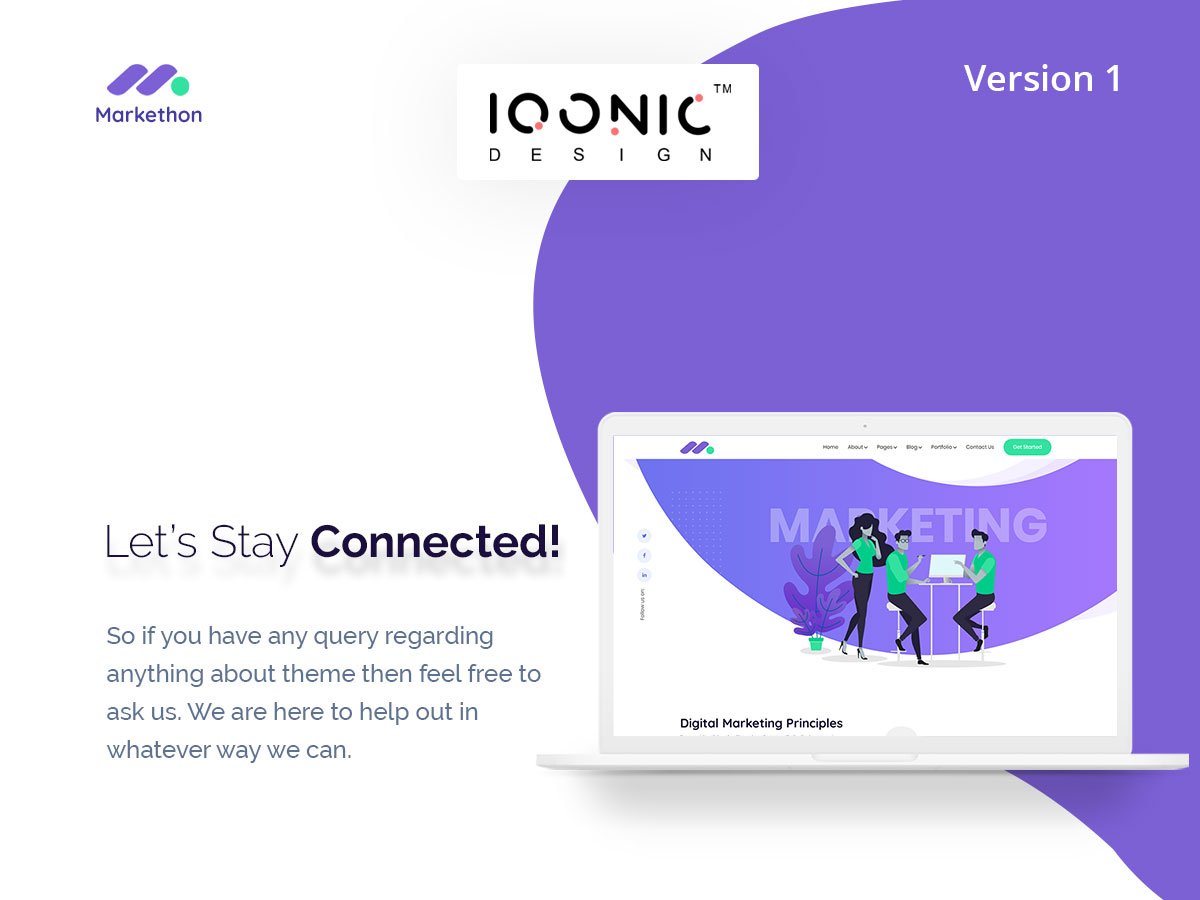 Markethon
IQONIC
TM
DESIGN
Version 1
Home About Pages Blog Portfolio Contact Us Get Started
MARKETING
Follow us on:
Let's Stay Connected!
So if you have any query regarding
anything about theme then feel free to
ask us. We are here to help out in
whatever way we can.
Digital Marketing Principles